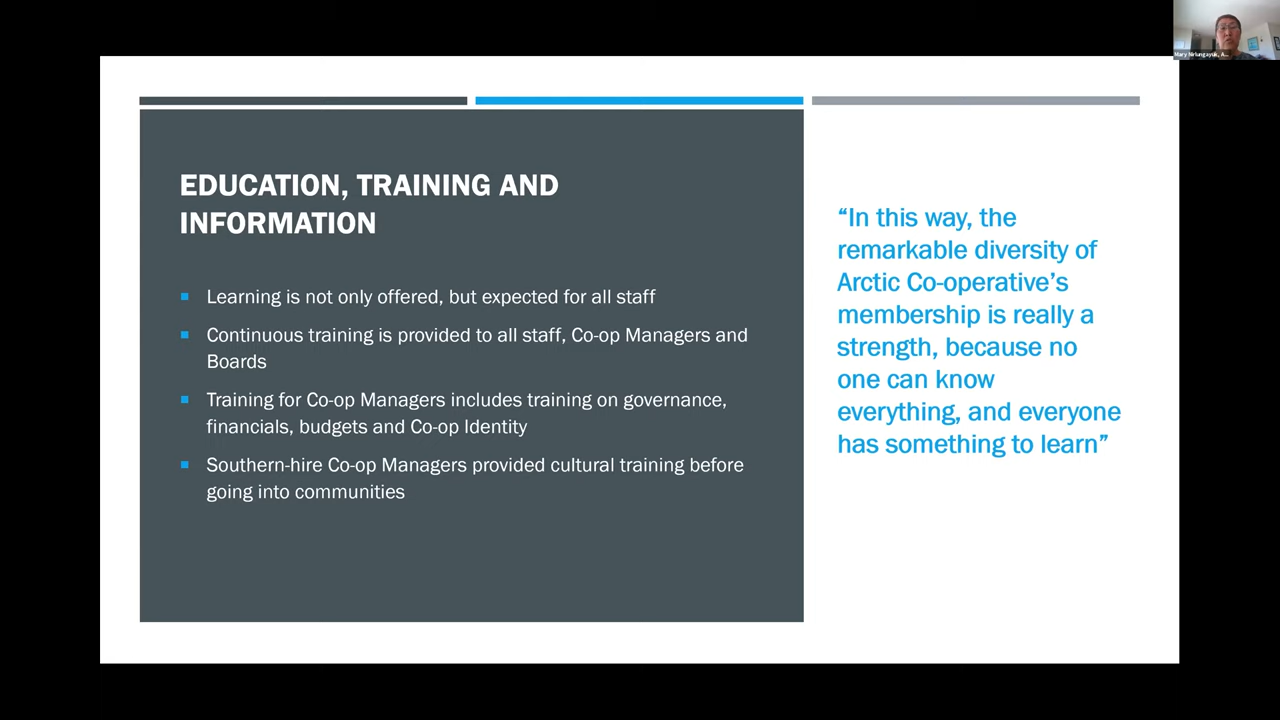 EDUCATION, TRAINING AND
INFORMATION
Learning is not only offered, but expected for all staff
Continuous training is provided to all staff, Co-op Managers and
Boards
Training for Co-op Managers includes training on governance,
financials, budgets and Co-op Identity
Southern-hire Co-op Managers provided cultural training before
going into communities
“In this way, the
remarkable diversity of
Arctic Co-operative’s
membership is really a
strength, because no
one can know
everything, and everyone
has something to learn”
Mary Nirlungayuk, A...